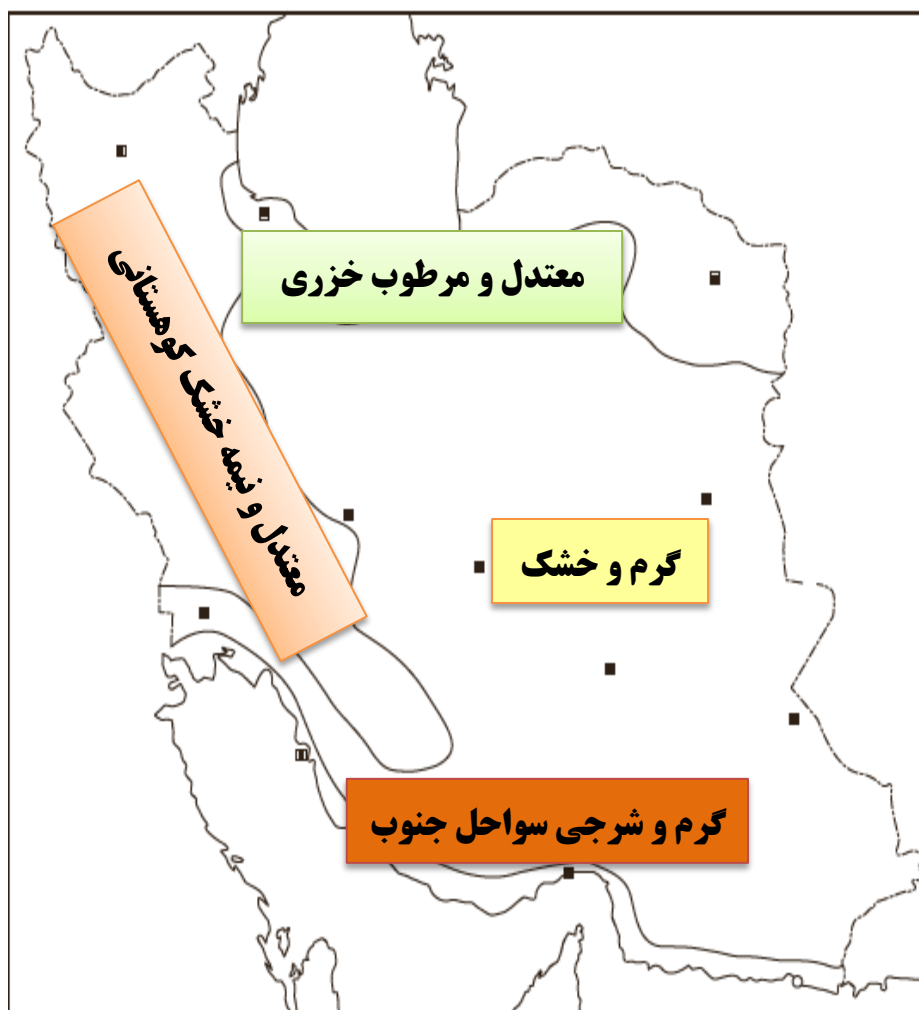 معتدل و مرطوب خزری
معتدل و نیمه خشک کوهستانی
گرم و خشک
گرم و شرجی سواحل جنوب